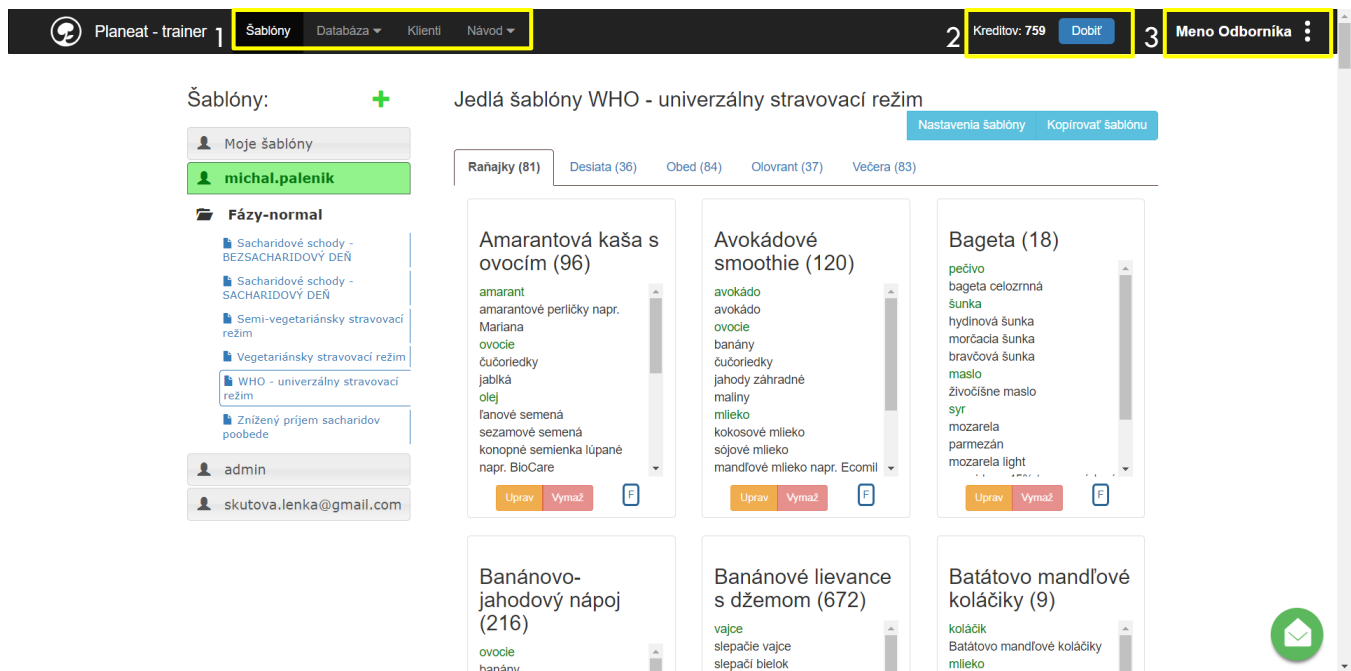 Planeat - trainer 1 Šablóny Databáza Klienti Návod 2 Kreditov: 759 Dobiť 3 Meno Odborníka
Šablóny:
Moje šablóny
michal.palenik
Fázy-normal
Sacharidové schody -
BEZSACHARIDOVÝ DEŇ
Sacharidové schody -
SACHARIDOVÝ DEŇ
Semi-vegetariánsky stravovací
režim
Vegetariánsky stravovací režim
WHO - univerzálny stravovací
režim
Znížený príjem sacharidov
poobede
admin
skutova.lenka@gmail.com
Jedlá šablóny WHO - univerzálny stravovací režim
Nastavenia šablóny Kopírovať šablónu
Raňajky (81) Desiata (36) Obed (84) Olovrant (37) Večera (83)
Amarantová kaša s
ovocím (96)
amarant
amarantové perličky napr.
Mariana
ovocie
čučoriedky
jablká
olej
ľanové semená
sezamové semená
konopné semienka lúpané
napr. BioCare
Uprav Vymaž F
Avokádové
smoothie (120)
avokádo
avokádo
ovocie
banány
čučoriedky
jahody záhradné
maliny
mlieko
kokosové mlieko
sójové mlieko
mandľové mlieko napr. Ecomil
Uprav Vymaž F
Bageta (18)
pečivo
bageta celozrnná
šunka
hydinová šunka
morčacia šunka
bravčová šunka
maslo
živočíšne maslo
syr
mozarela
parmezán
mozarela light
Uprav Vymaž F
Banánovo-
jahodový nápoj
(216)
ovocie
banány
Banánové lievance
s džemom (672)
vajce
slepačie vajce
slepačí bielok
Batátovo mandľové
koláčiky (9)
koláčik
Batátovo mandľové koláčiky
mlieko